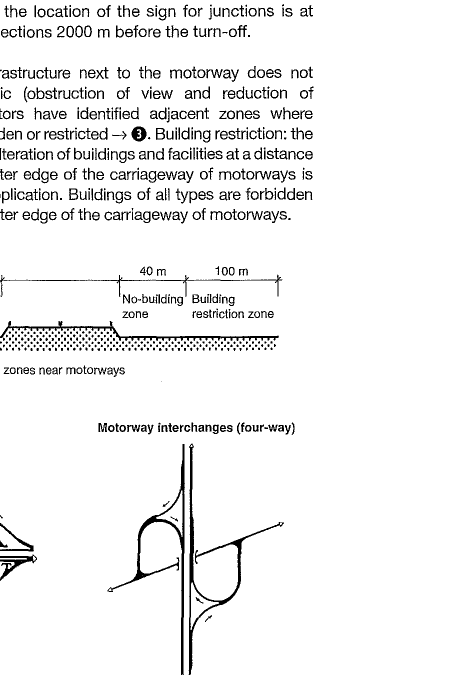 the location of the sign for junctions is at
ections 2000 m before the turn-off.
rastructure next to the motorway does not
ic (obstruction of view and reduction of
tors have identified adjacent zones where
den or restricted → ❸. Building restriction: the
lteration of buildings and facilities at a distance
ter edge of the carriageway of motorways is
plication. Buildings of all types are forbidden
ter edge of the carriageway of motorways.
40 m 100 m
No-building Building
zone restriction zone
zones near motorways
Motorway interchanges (four-way)